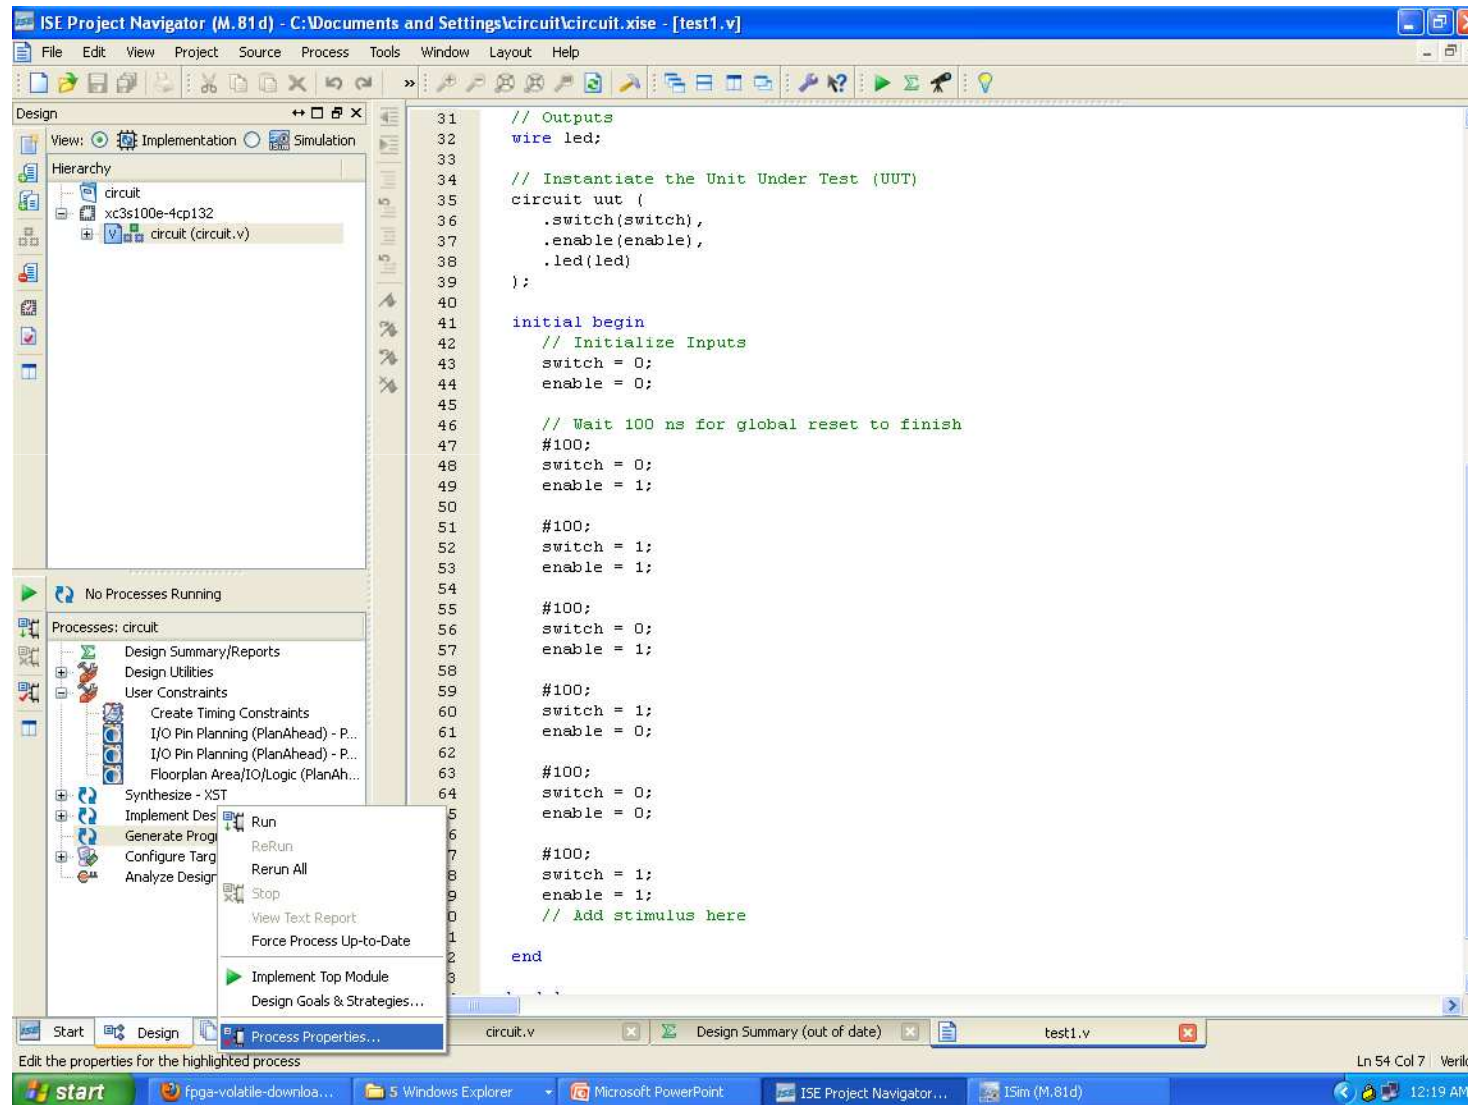 ISE Project Navigator (M.81d) - C:\Documents and Settings\circuit\circuit.xise - [test1.v]
File Edit View Project Source Process Tools Window Layout Help
Design
View: Implementation Simulation
Hierarchy
circuit
xc3s100e-4cp132
circuit (circuit.v)
No Processes Running
Processes: circuit
Design Summary/Reports
Design Utilities
User Constraints
Create Timing Constraints
I/O Pin Planning (PlanAhead) - P...
I/O Pin Planning (PlanAhead) - P...
Floorplan Area/IO/Logic (PlanAh...
Synthesize - XST
Implement Des
Generate Progr
Configure Targ
Analyze Design
Run
ReRun
Rerun All
Stop
View Text Report
Force Process Up-to-Date
Implement Top Module
Design Goals & Strategies...
Process Properties...
31 // Outputs
32 wire led;
33
34 // Instantiate the Unit Under Test (UUT)
35 circuit uut (
36 .switch(switch),
37 .enable(enable),
38 .led(led)
39 );
40
41 initial begin
42 // Initialize Inputs
43 switch = 0;
44 enable = 0;
45
46 // Wait 100 ns for global reset to finish
47 #100;
48 switch = 0;
49 enable = 1;
50
51 #100;
52 switch = 1;
53 enable = 1;
54
55 #100;
56 switch = 0;
57 enable = 1;
58
59 #100;
60 switch = 1;
61 enable = 0;
62
63 #100;
64 switch = 0;
5 enable = 0;
6
7 #100;
8 switch = 1;
9 enable = 1;
0 // Add stimulus here
1
2 end
3
Start Design circuit.v Design Summary (out of date) test1.v
Edit the properties for the highlighted process
Ln 54 Col 7 Verilo
start fpga-volatile-downloa... 5 Windows Explorer Microsoft PowerPoint ISE Project Navigator... ISim (M.81d) 12:19 AM